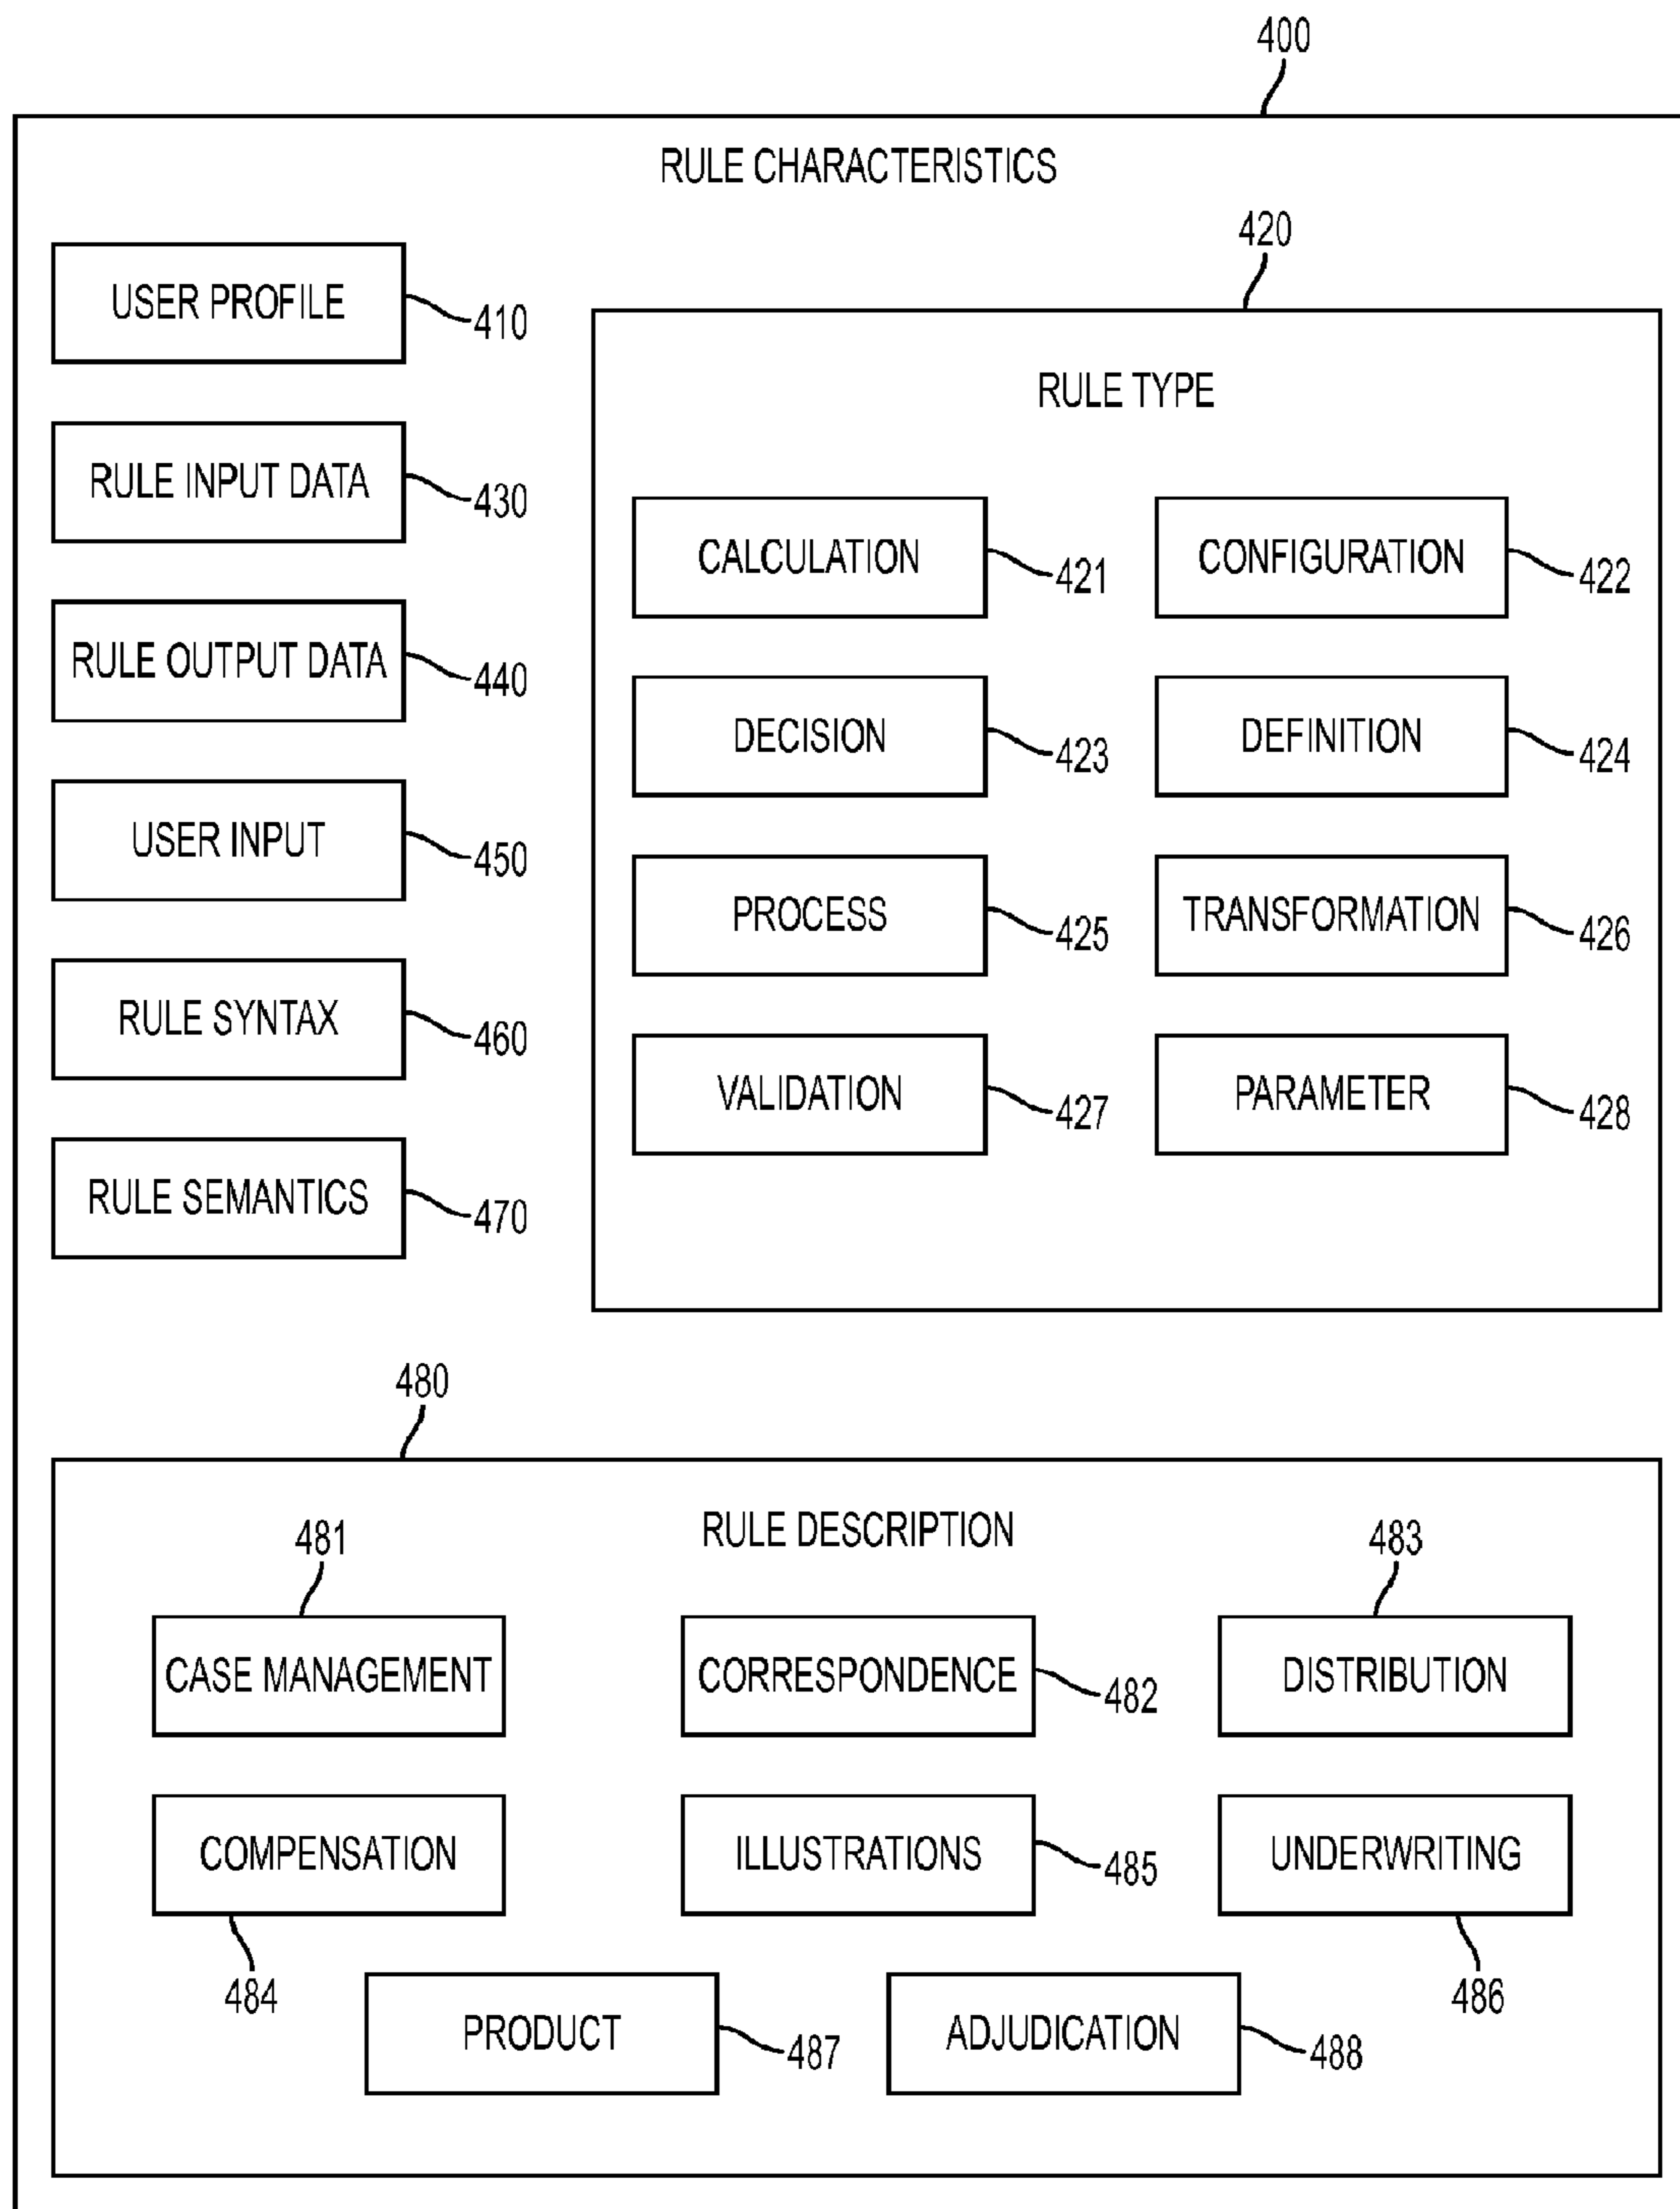 400
RULE CHARACTERISTICS
USER PROFILE
410
RULE INPUT DATA
430
RULE OUTPUT DATA
440
USER INPUT
450
RULE SYNTAX
460
RULE SEMANTICS
470
420
RULE TYPE
CALCULATION
421
CONFIGURATION
422
DECISION
423
DEFINITION
424
PROCESS
425
TRANSFORMATION
426
VALIDATION
427
PARAMETER
428
480
RULE DESCRIPTION
481
CASE MANAGEMENT
CORRESPONDENCE
482
483
DISTRIBUTION
COMPENSATION
484
ILLUSTRATIONS
485
UNDERWRITING
486
PRODUCT
487
ADJUDICATION
488